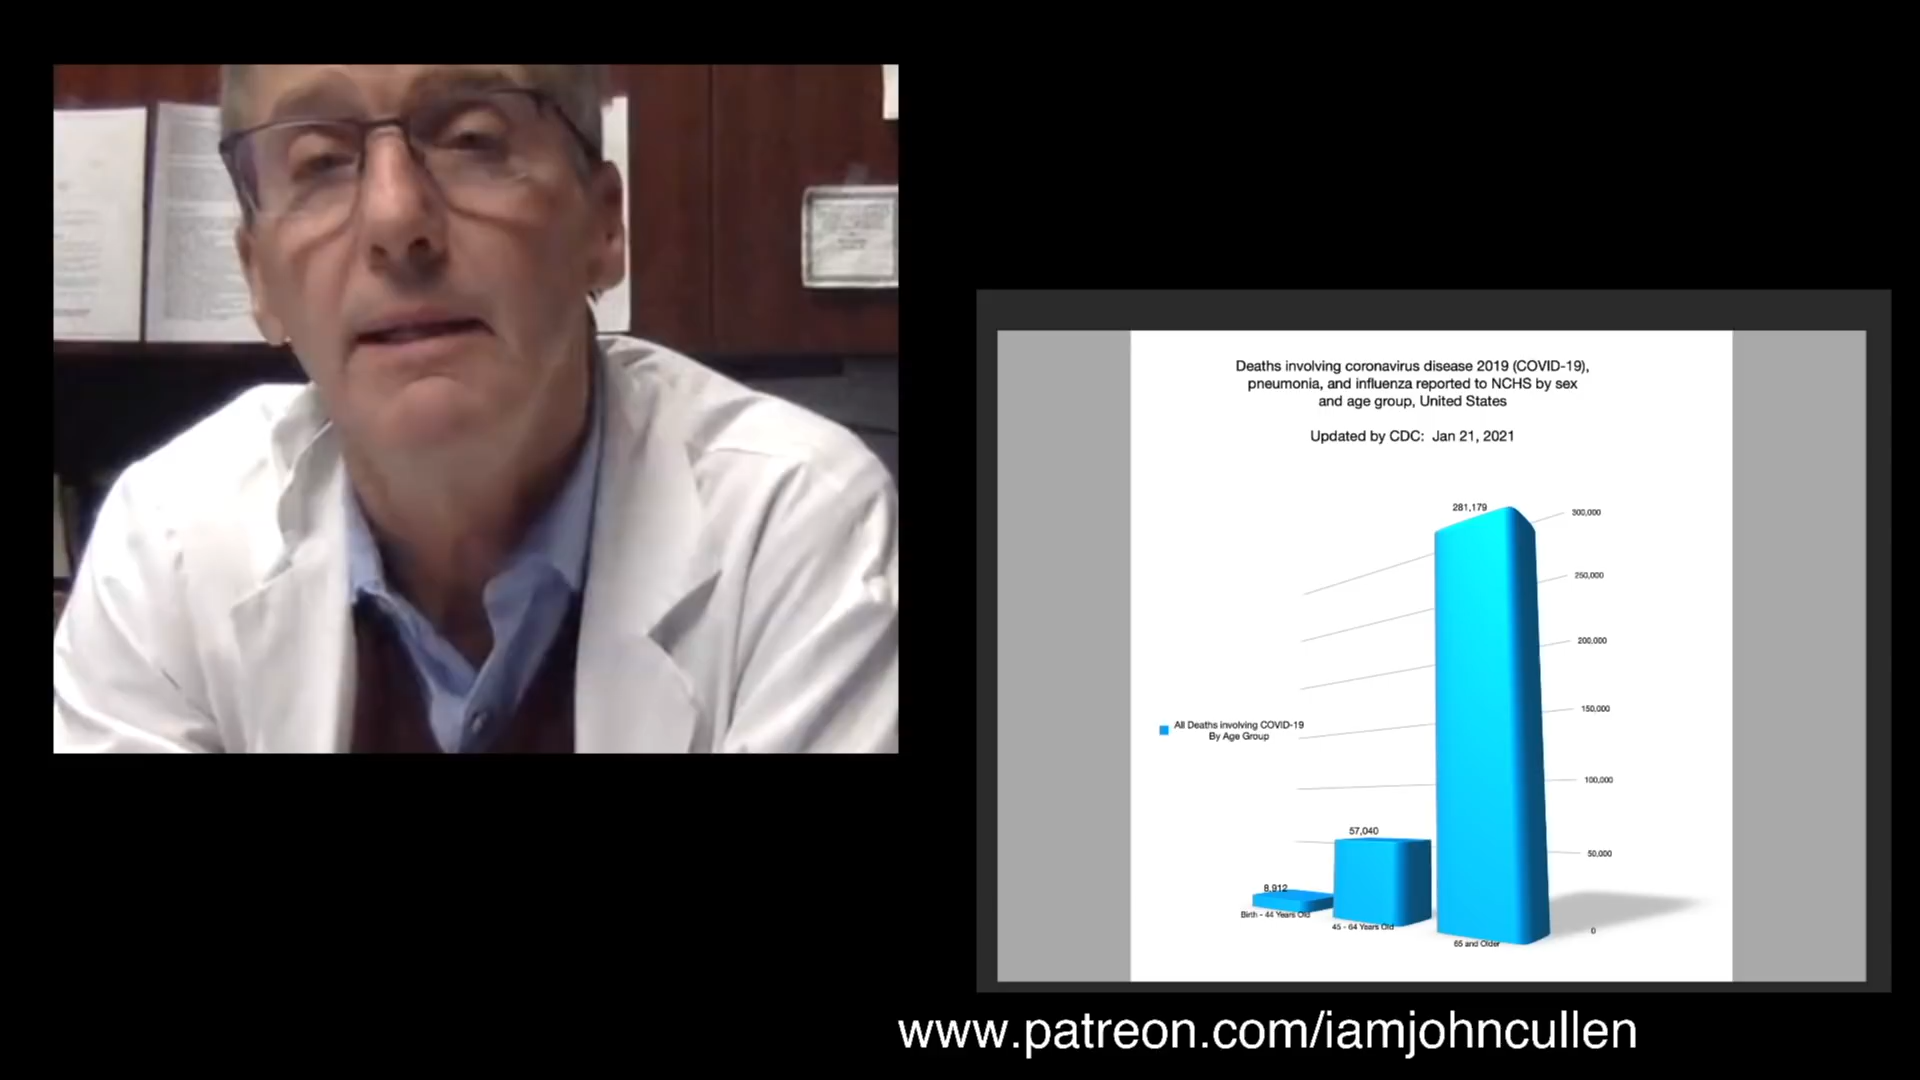 Deaths involving coronavirus disease 2019 (COVID-19),
pneumonia, and influenza reported to NCHS by sex
and age group, United States
Updated by CDC: Jan 21, 2021
281,179
300,000
250,000
200,000
150,000
100,000
50,000
0
All Deaths involving COVID-19
By Age Group
57,040
8,912
Birth - 44 Years Old
45 - 64 Years Old
65 and Older
www.patreon.com/iamjohncullen